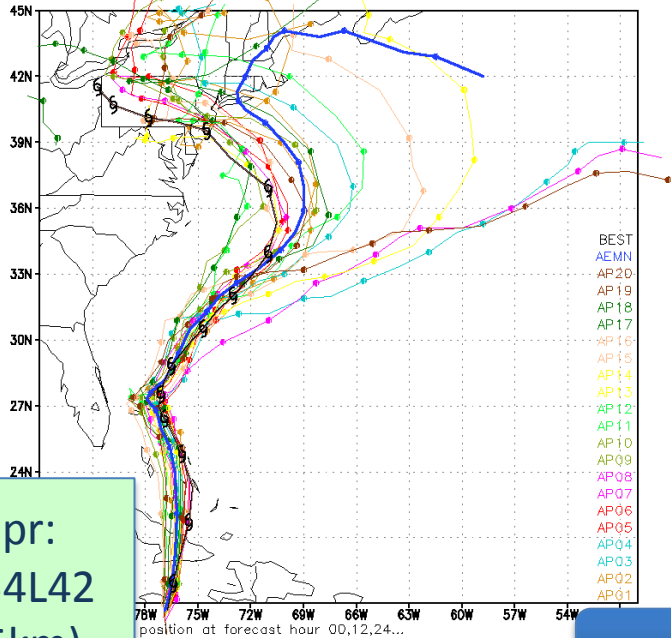 45N
42N
39N
36N
33N
30N
27N
24N
BEST
AEMN
AP20
AP19
AP18
AP17
AP16
AP15
AP14
AP13
AP12
AP11
AP10
AP09
AP08
AP07
AP06
AP05
AP04
AP03
AP02
AP01
pr:
4L42
78W 75W 72W 69W 66W 63W 60W 57W 54W
position at forecast hour 00,12,24...